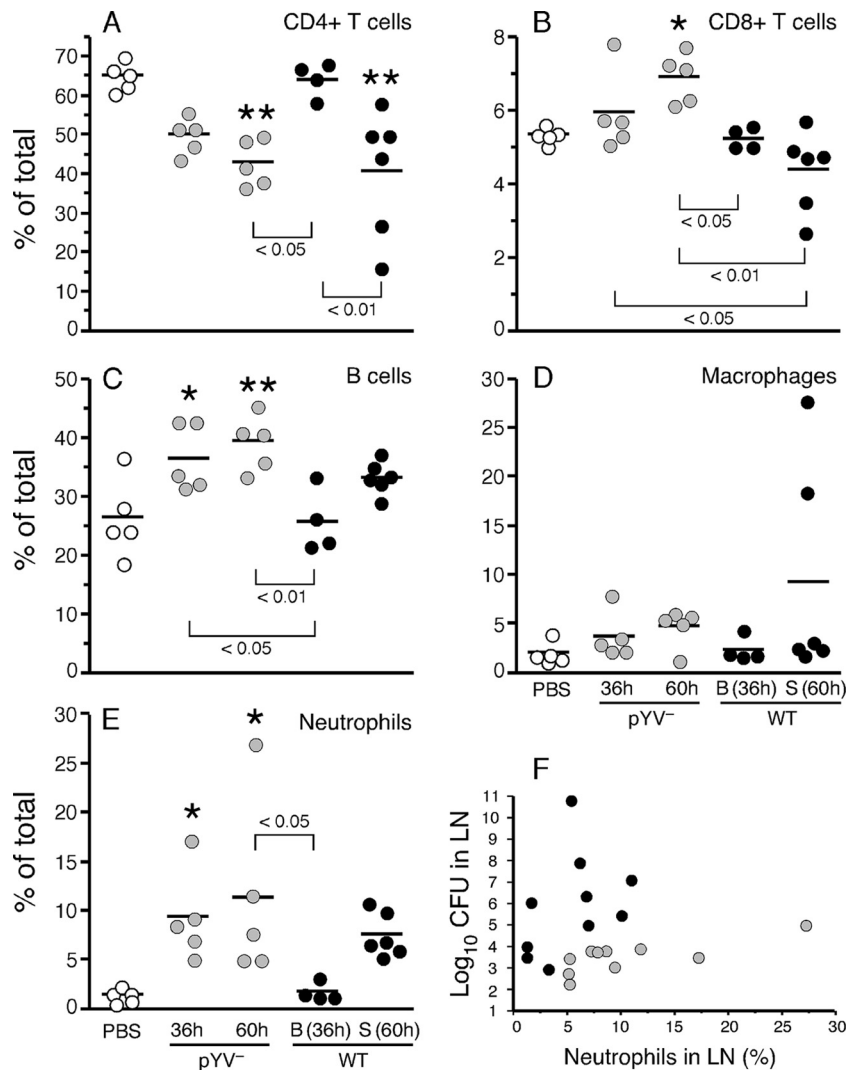 A
CD4+ T cells
% of total
70
60
50
40
30
20
10
0
**
**
< 0.05
< 0.01
B
CD8+ T cells
8
6
4
2
0
*
< 0.05
< 0.01
< 0.05
C
B cells
% of total
50
40
30
20
10
0
*
**
< 0.01
< 0.05
D
Macrophages
30
25
20
15
10
5
0
PBS
36h
60h
B (36h)
S (60h)
pYV–
WT
E
Neutrophils
% of total
30
25
20
15
10
5
0
*
*
< 0.05
PBS
36h
60h
B (36h)
S (60h)
pYV–
WT
F
Log10 CFU in LN
11
10
9
8
7
6
5
4
3
2
1
0
5
10
15
20
25
30
Neutrophils in LN (%)